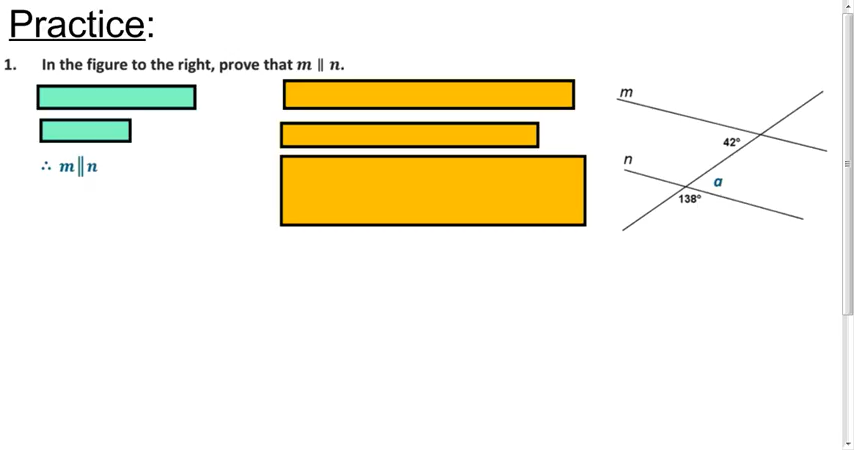 Practice:
1. In the figure to the right, prove that m ∥ n.
∴ m∥n
m
42°
n
a
138°